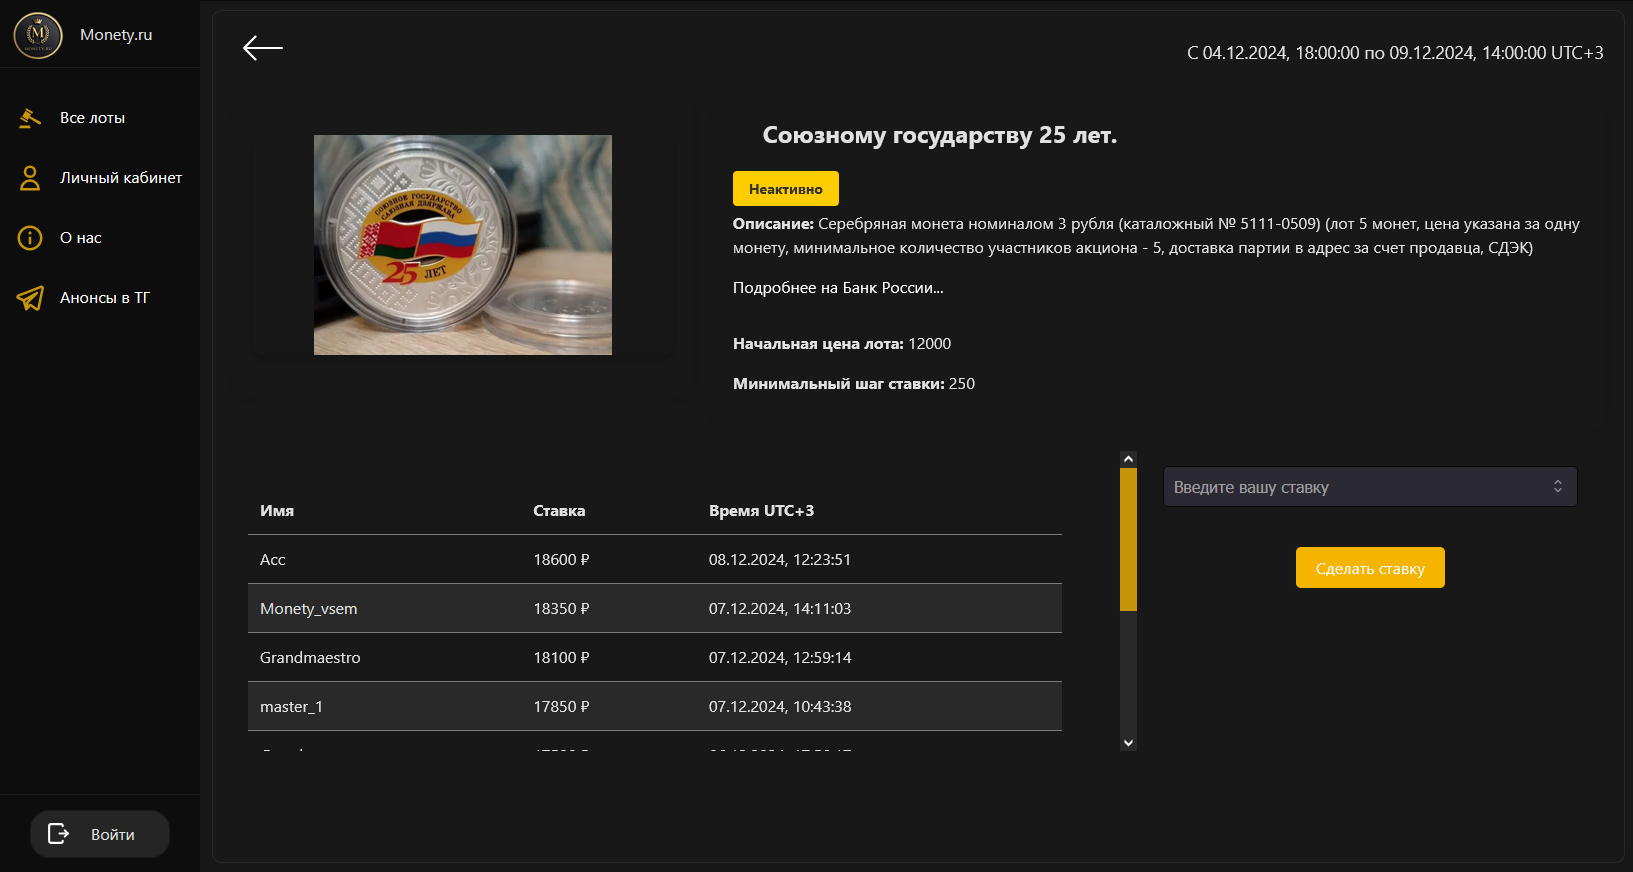 Monety.ru
С 04.12.2024, 18:00:00 по 09.12.2024, 14:00:00 UTC+3
Все лоты
Личный кабинет
О нас
Анонсы в ТГ
СОЮЗНОЕ ГОСУДАРСТВО
САЮЗНАЯ ДЗЯРЖАВА
25 ЛЕТ
Союзному государству 25 лет.
Неактивно
Описание: Серебряная монета номиналом 3 рубля (каталожный № 5111-0509) (лот 5 монет, цена указана за одну
монету, минимальное количество участников акциона - 5, доставка партии в адрес за счет продавца, СДЭК)
Подробнее на Банк России...
Начальная цена лота: 12000
Минимальный шаг ставки: 250
Имя Ставка Время UTC+3
Acc 18600 ₽ 08.12.2024, 12:23:51
Monety_vsem 18350 ₽ 07.12.2024, 14:11:03
Grandmaestro 18100 ₽ 07.12.2024, 12:59:14
master_1 17850 ₽ 07.12.2024, 10:43:38
Введите вашу ставку
Сделать ставку
Войти